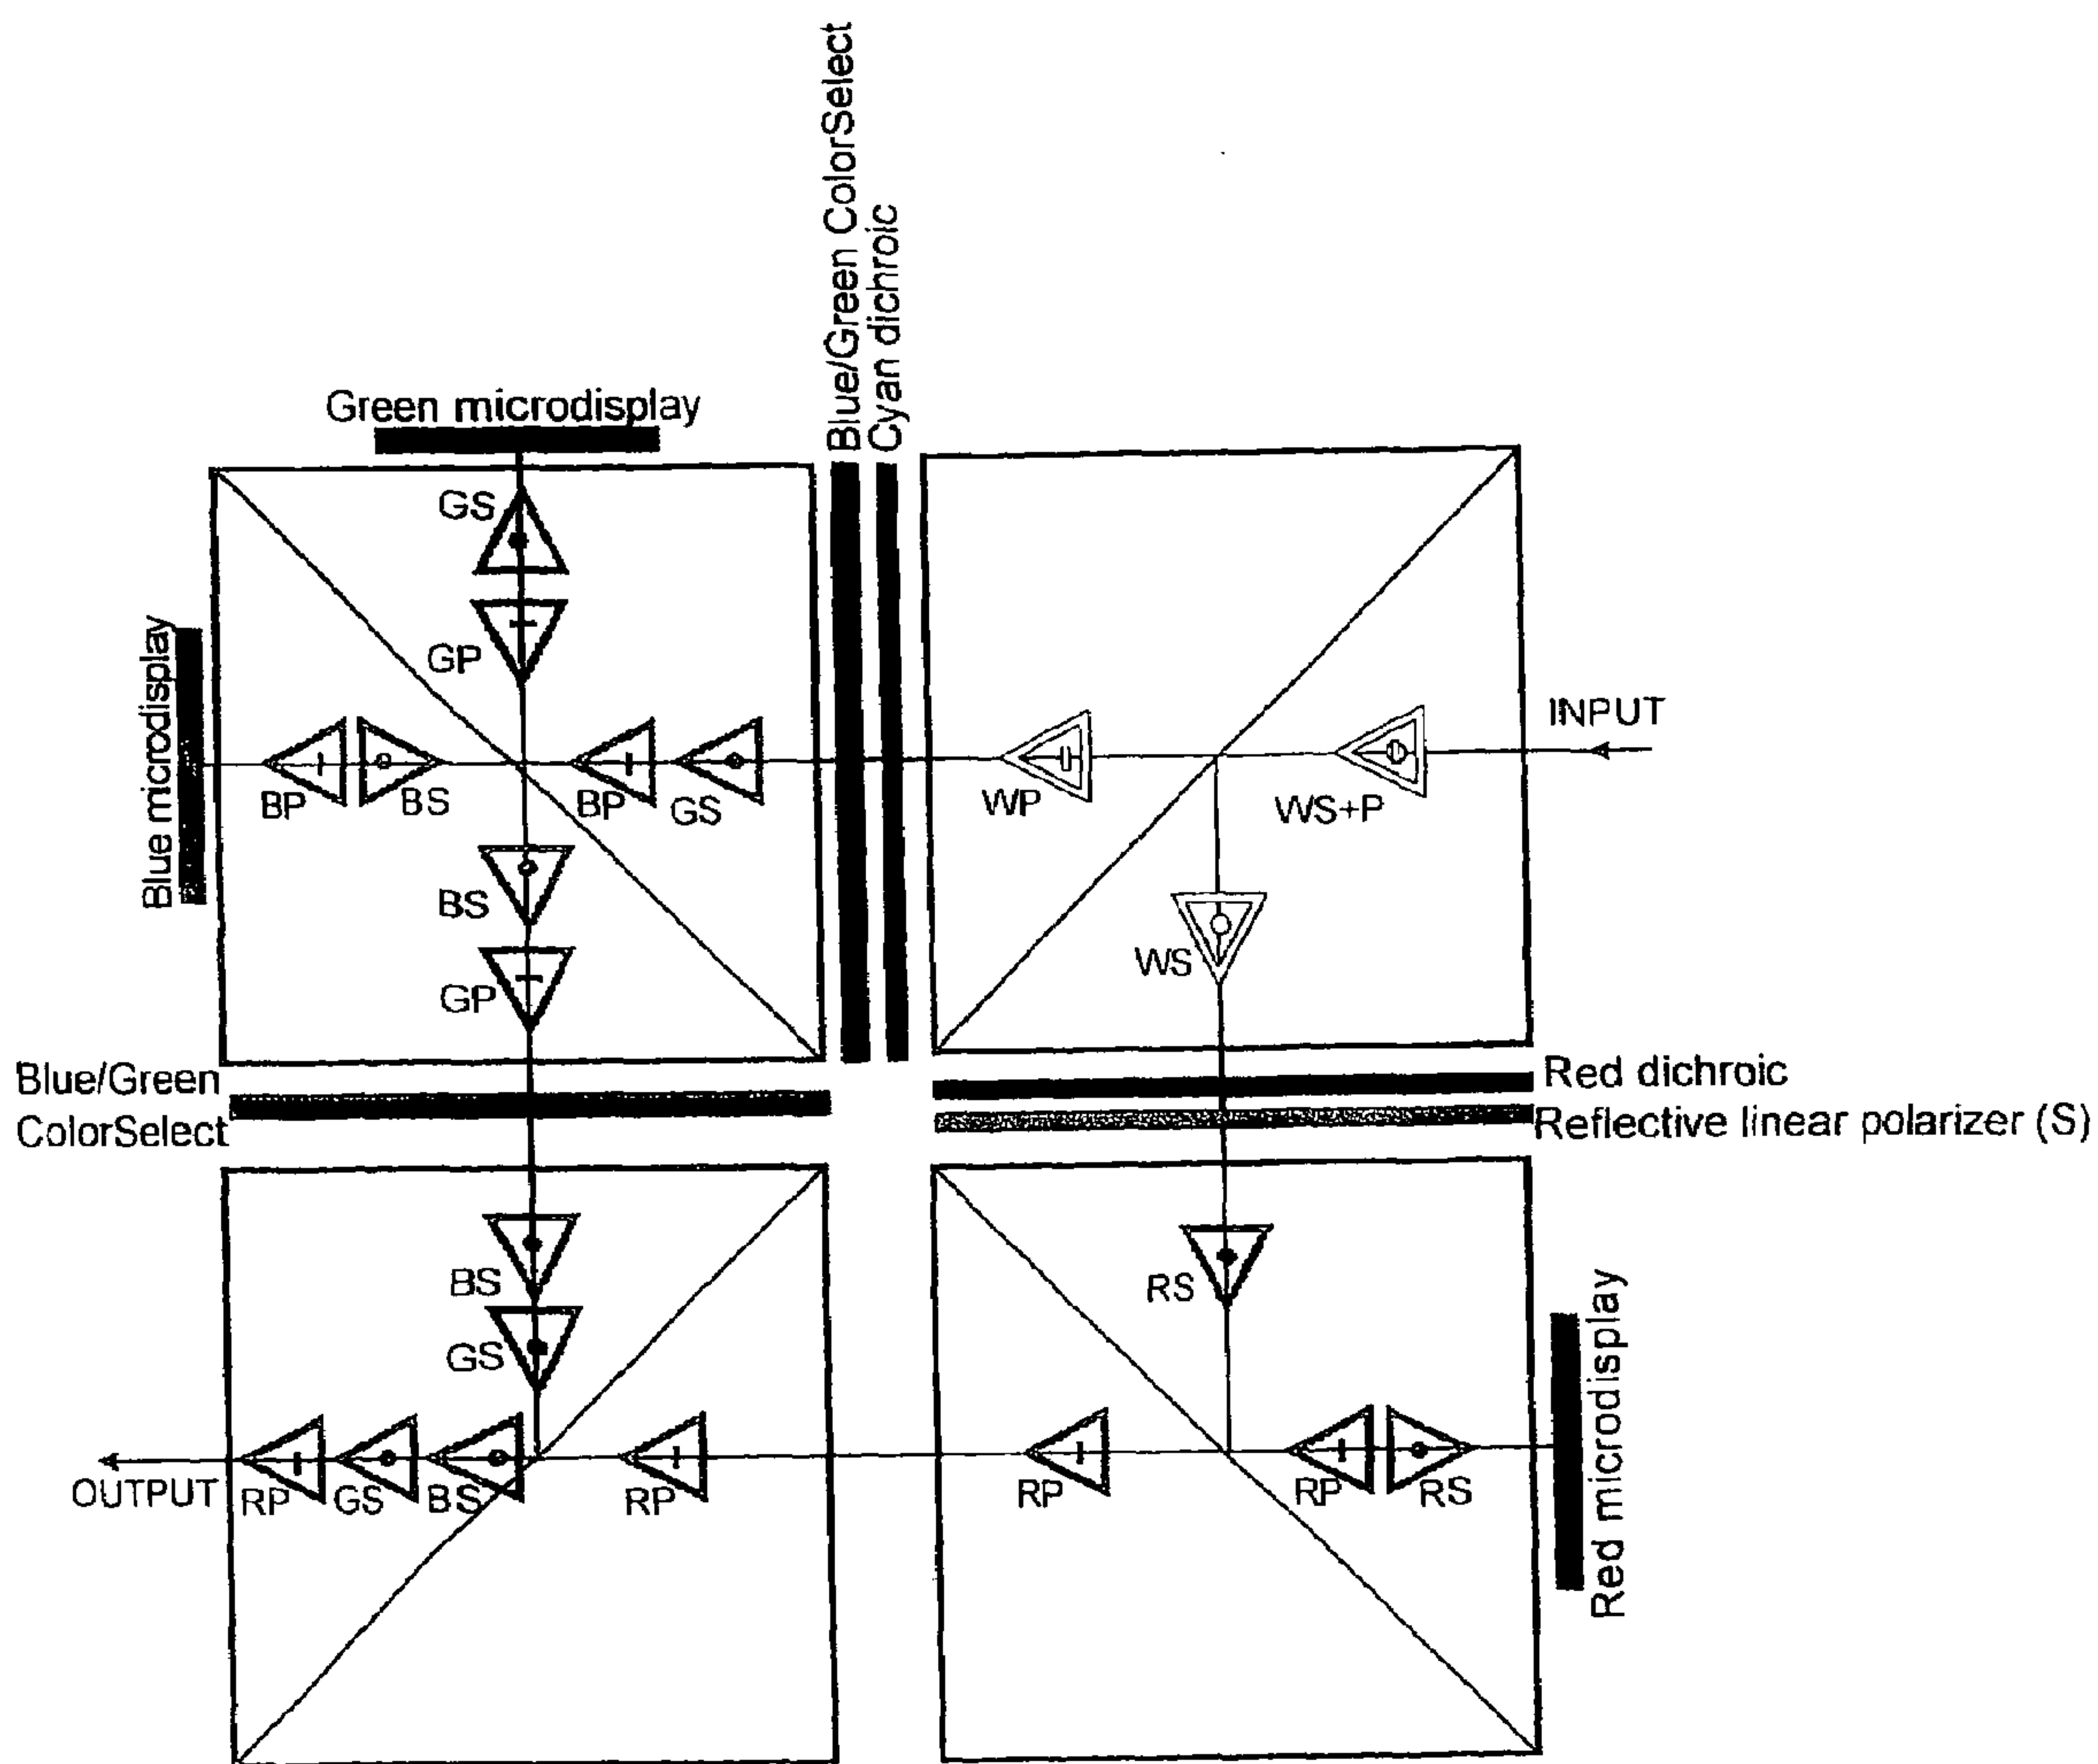 Blue/Green ColorSelect
Cyan dichroic
Green microdisplay
GS
GP
Blue microdisplay
BP
BS
BP
GS
WP
WS+P
INPUT
BS
GP
WS
Blue/Green
ColorSelect
Red dichroic
Reflective linear polarizer (S)
BS
GS
RS
Red microdisplay
OUTPUT
RP
GS
BS
RP
RP
RP
RS